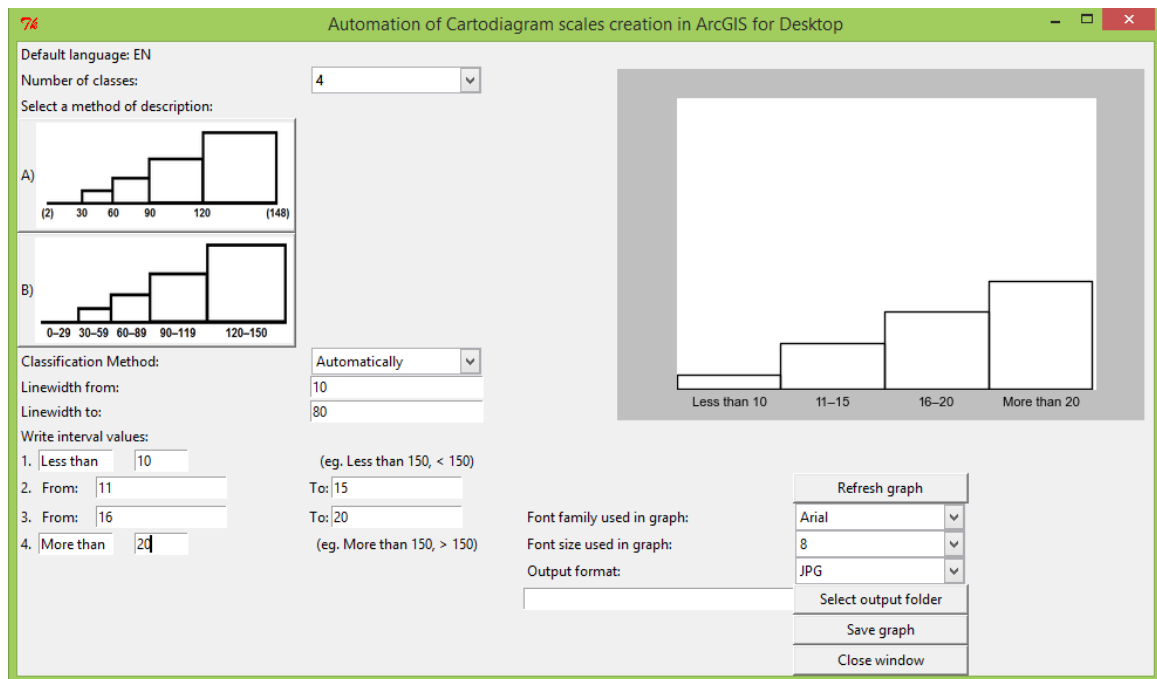 Automation of Cartodiagram scales creation in ArcGIS for Desktop
Default language: EN
Number of classes: 4
Select a method of description:
A)
(2) 30 60 90 120 (148)
B)
0–29 30–59 60–89 90–119 120–150
Classification Method: Automatically
Linewidth from: 10
Linewidth to: 80
Write interval values:
1. Less than 10 (eg. Less than 150, < 150)
2. From: 11 To: 15
3. From: 16 To: 20
4. More than 20 (eg. More than 150, > 150)
Less than 10 11–15 16–20 More than 20
Refresh graph
Font family used in graph: Arial
Font size used in graph: 8
Output format: JPG
Select output folder
Save graph
Close window